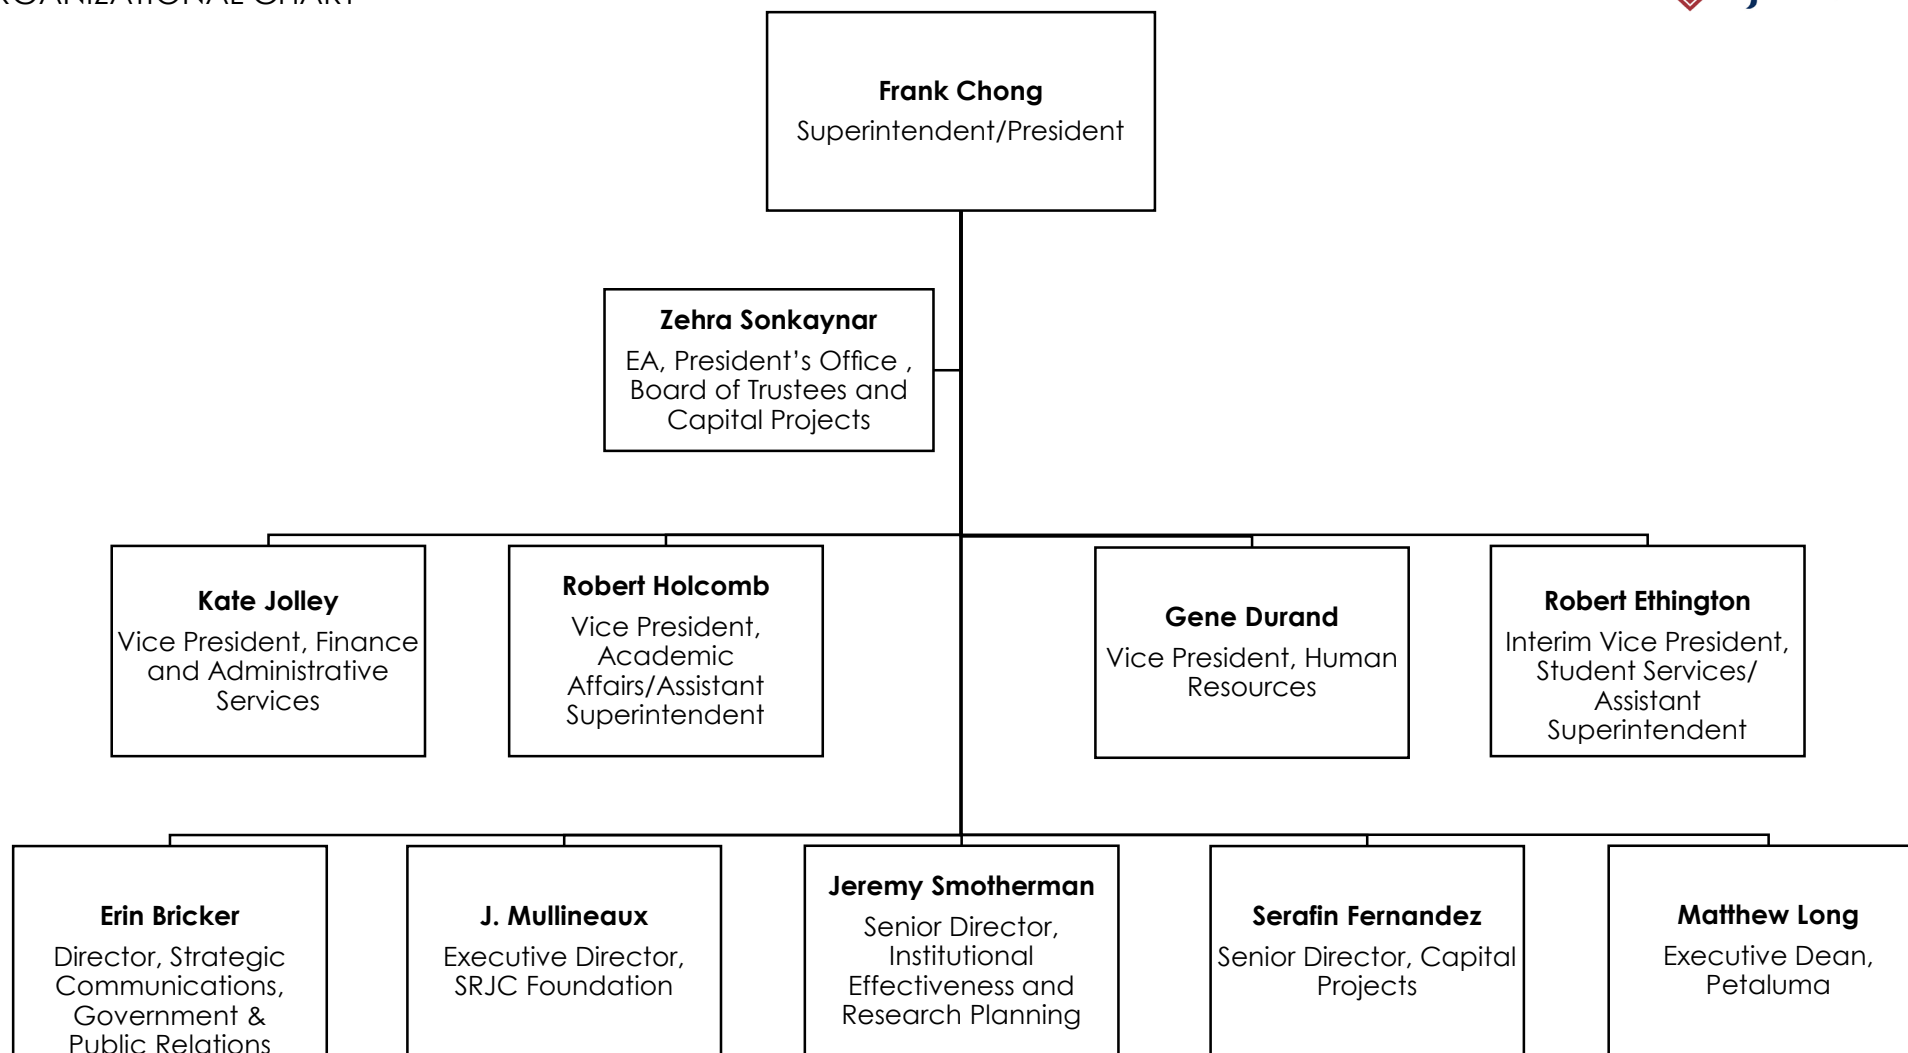 Frank Chong
Superintendent/President
Zehra Sonkaynar
EA, President’s Office ,
Board of Trustees and
Capital Projects
Kate Jolley
Vice President, Finance
and Administrative
Services
Robert Holcomb
Vice President,
Academic
Affairs/Assistant
Superintendent
Gene Durand
Vice President, Human
Resources
Robert Ethington
Interim Vice President,
Student Services/
Assistant
Superintendent
Erin Bricker
Director, Strategic
Communications,
Government &
Public Relations
J. Mullineaux
Executive Director,
SRJC Foundation
Jeremy Smotherman
Senior Director,
Institutional
Effectiveness and
Research Planning
Serafin Fernandez
Senior Director, Capital
Projects
Matthew Long
Executive Dean,
Petaluma